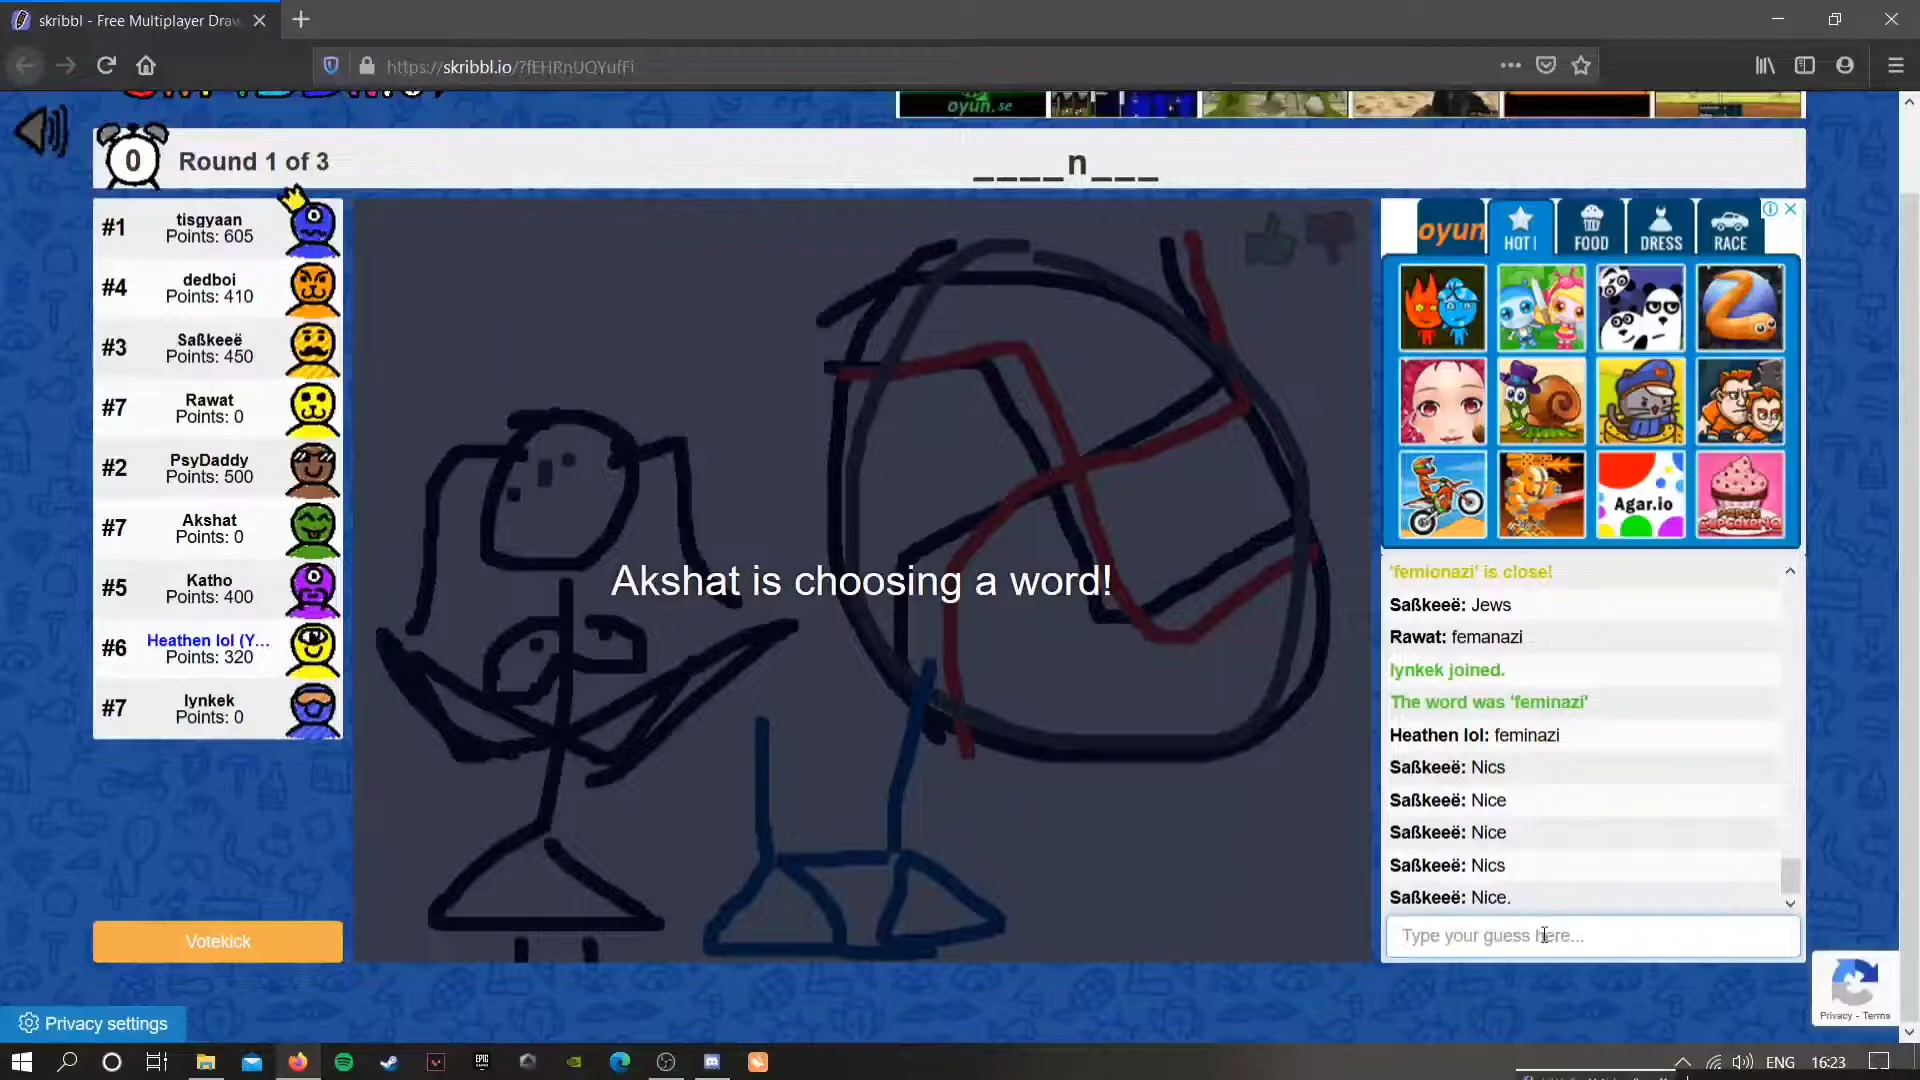 skribbl - Free Multiplayer Draw
https://skribbl.io/?fEHRnUQYufFi
oyun.se
0
Round 1 of 3
____n___
#1
tisgyaan
Points: 605
#4
dedboi
Points: 410
#3
Saßkeeë
Points: 450
#7
Rawat
Points: 0
#2
PsyDaddy
Points: 500
#7
Akshat
Points: 0
#5
Katho
Points: 400
#6
Heathen lol (Y...
Points: 320
#7
lynkek
Points: 0
Votekick
Privacy settings
Akshat is choosing a word!
oyun
HOT !
FOOD
DRESS
RACE
Agar.io
'femionazi' is close!
Saßkeeë: Jews
Rawat: femanazi
lynkek joined.
The word was 'feminazi'
Heathen lol: feminazi
Saßkeeë: Nics
Saßkeeë: Nice
Saßkeeë: Nice
Saßkeeë: Nics
Saßkeeë: Nice.
Type your guess here...
Privacy - Terms
EPIC
ENG
16:23